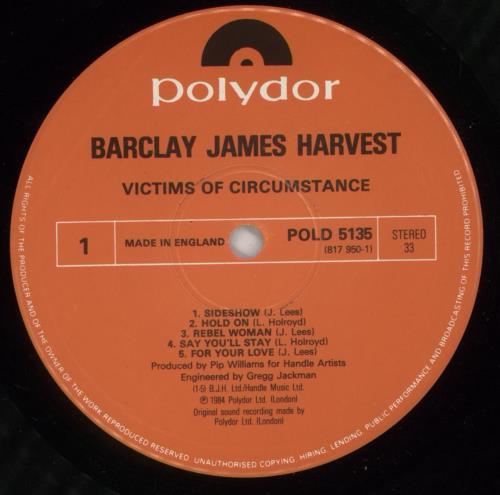 polydor
BARCLAY JAMES HARVEST
VICTIMS OF CIRCUMSTANCE
1
MADE IN ENGLAND
POLD 5135
(817 950-1)
STEREO
33
1. SIDESHOW (J. Lees)
2. HOLD ON (L. Holroyd)
3. REBEL WOMAN (J. Lees)
4. SAY YOU'LL STAY (L. Holroyd)
5. FOR YOUR LOVE (J. Lees)
Produced by Pip Williams for Handle Artists
Engineered by Gregg Jackman
(1-5) B.J.H. Ltd./Handle Music Ltd.
℗ 1984 Polydor Ltd. (London)
Original sound recording made by
Polydor Ltd. (London)
ALL RIGHTS OF THE PRODUCER AND OF THE OWNER OF THE WORK REPRODUCED RESERVED. UNAUTHORISED COPYING, HIRING, LENDING, PUBLIC PERFORMANCE AND BROADCASTING OF THIS RECORD PROHIBITED